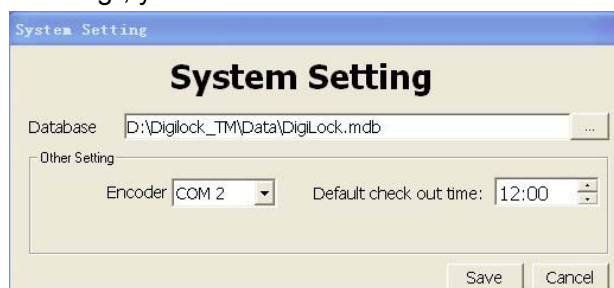 System Setting
System Setting
Database D:\Digilock_TM\Data\DigiLock.mdb ...
Other Setting
Encoder COM 2 Default check out time: 12:00
Save Cancel